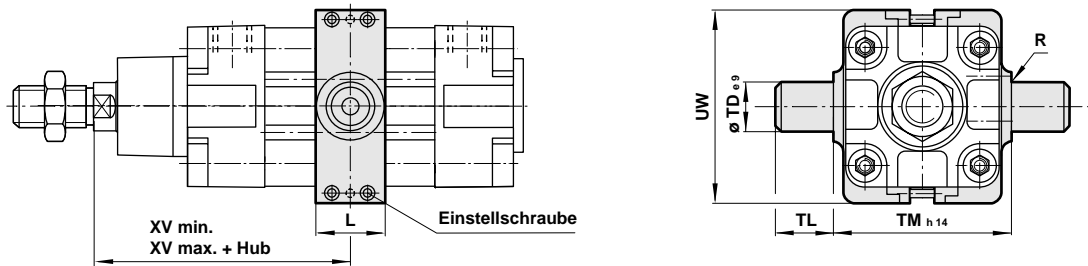 XV min.
XV max. + Hub
L
Einstellschraube
UW
ø TD e 9
R
TL
TM h 14